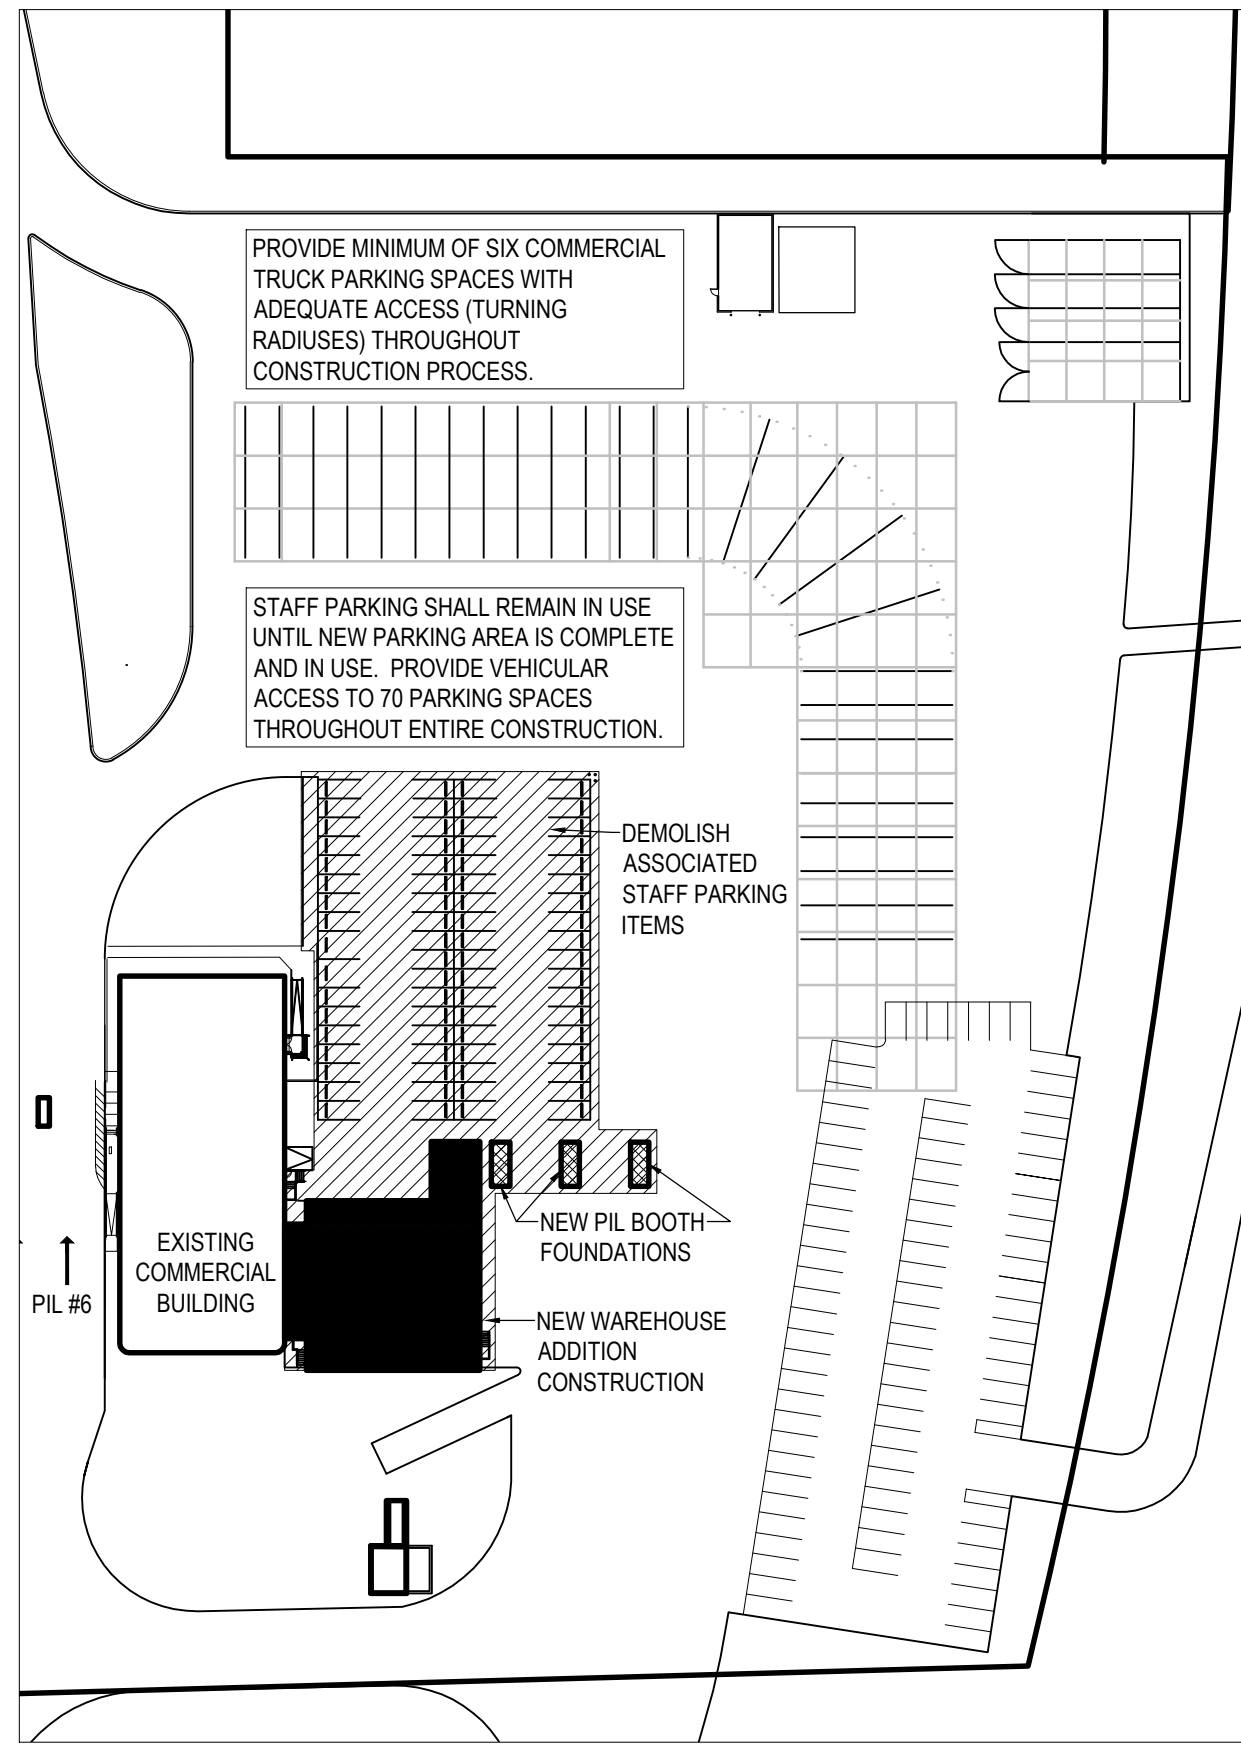 PROVIDE MINIMUM OF SIX COMMERCIAL
TRUCK PARKING SPACES WITH
ADEQUATE ACCESS (TURNING
RADIUSES) THROUGHOUT
CONSTRUCTION PROCESS.
STAFF PARKING SHALL REMAIN IN USE
UNTIL NEW PARKING AREA IS COMPLETE
AND IN USE.  PROVIDE VEHICULAR
ACCESS TO 70 PARKING SPACES
THROUGHOUT ENTIRE CONSTRUCTION.
DEMOLISH
ASSOCIATED
STAFF PARKING
ITEMS
NEW PIL BOOTH
FOUNDATIONS
EXISTING
COMMERCIAL
BUILDING
PIL #6
NEW WAREHOUSE
ADDITION
CONSTRUCTION